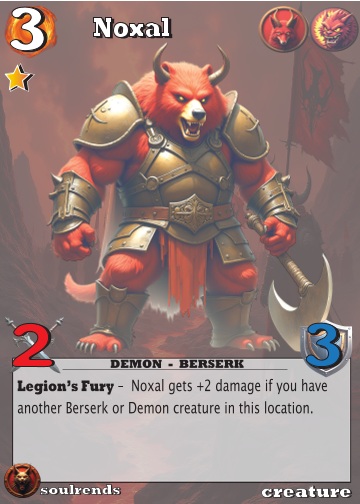 3 Noxal
2 3
DEMON - BERSERK
Legion's Fury - Noxal gets +2 damage if you have
another Berserk or Demon creature in this location.
soulrends creature